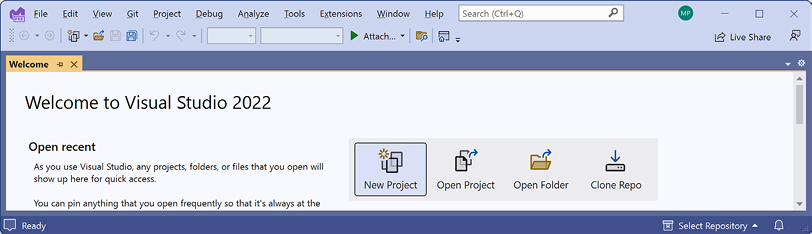 File Edit View Git Project Debug Analyze Tools Extensions Window Help Search (Ctrl+Q) MP
Attach... Live Share
Welcome
Welcome to Visual Studio 2022
Open recent
As you use Visual Studio, any projects, folders, or files that you open will
show up here for quick access.
You can pin anything that you open frequently so that it's always at the
New Project Open Project Open Folder Clone Repo
Ready Select Repository